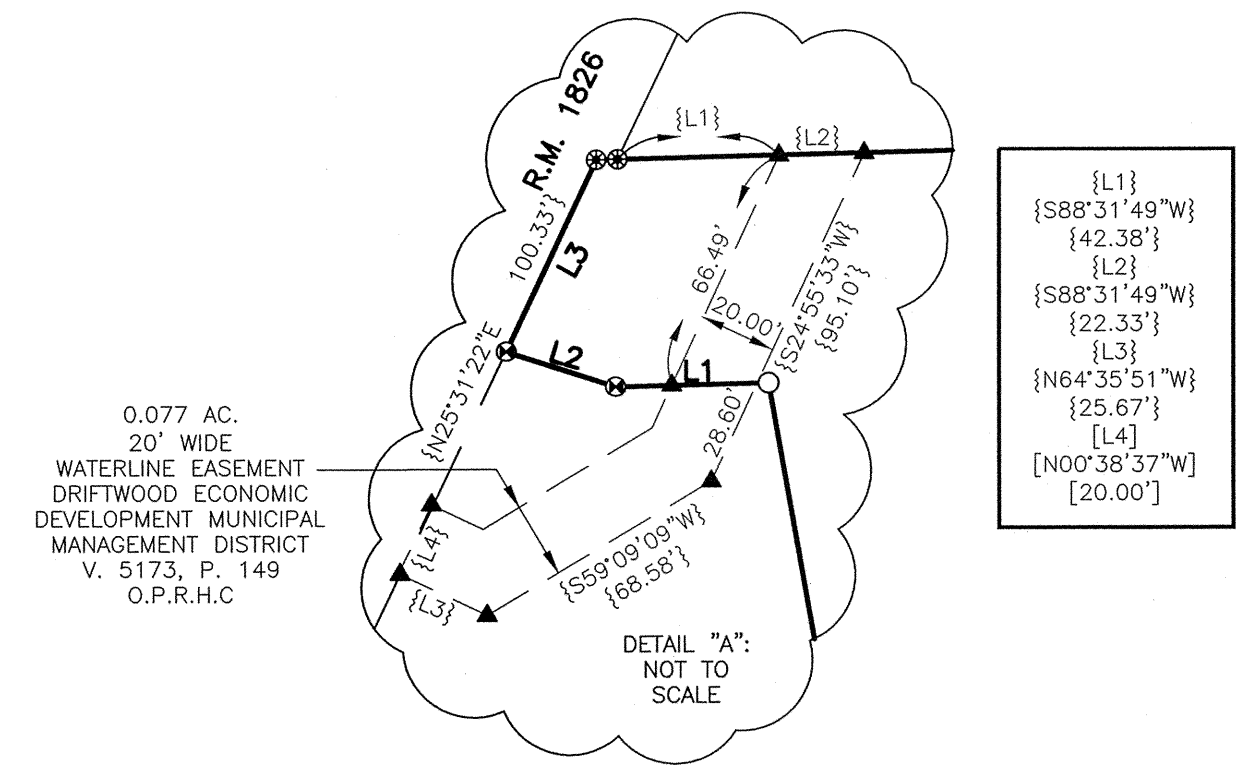 R.M. 1826
{L1}
{L2}
100.33'}
L3
66.49'
20.00'
{S24°55'33"W}
{95.10'}
L2
L1
{N25°31'22"E
28.60'
0.077 AC.
20' WIDE
WATERLINE EASEMENT
DRIFTWOOD ECONOMIC
DEVELOPMENT MUNICIPAL
MANAGEMENT DISTRICT
V. 5173, P. 149
O.P.R.H.C
{L4}
{L3}
{S59°09'09"W}
{68.58'}
DETAIL "A":
NOT TO
SCALE
{L1}
{S88°31'49"W}
{42.38'}
{L2}
{S88°31'49"W}
{22.33'}
{L3}
{N64°35'51"W}
{25.67'}
[L4]
[N00°38'37"W]
[20.00']